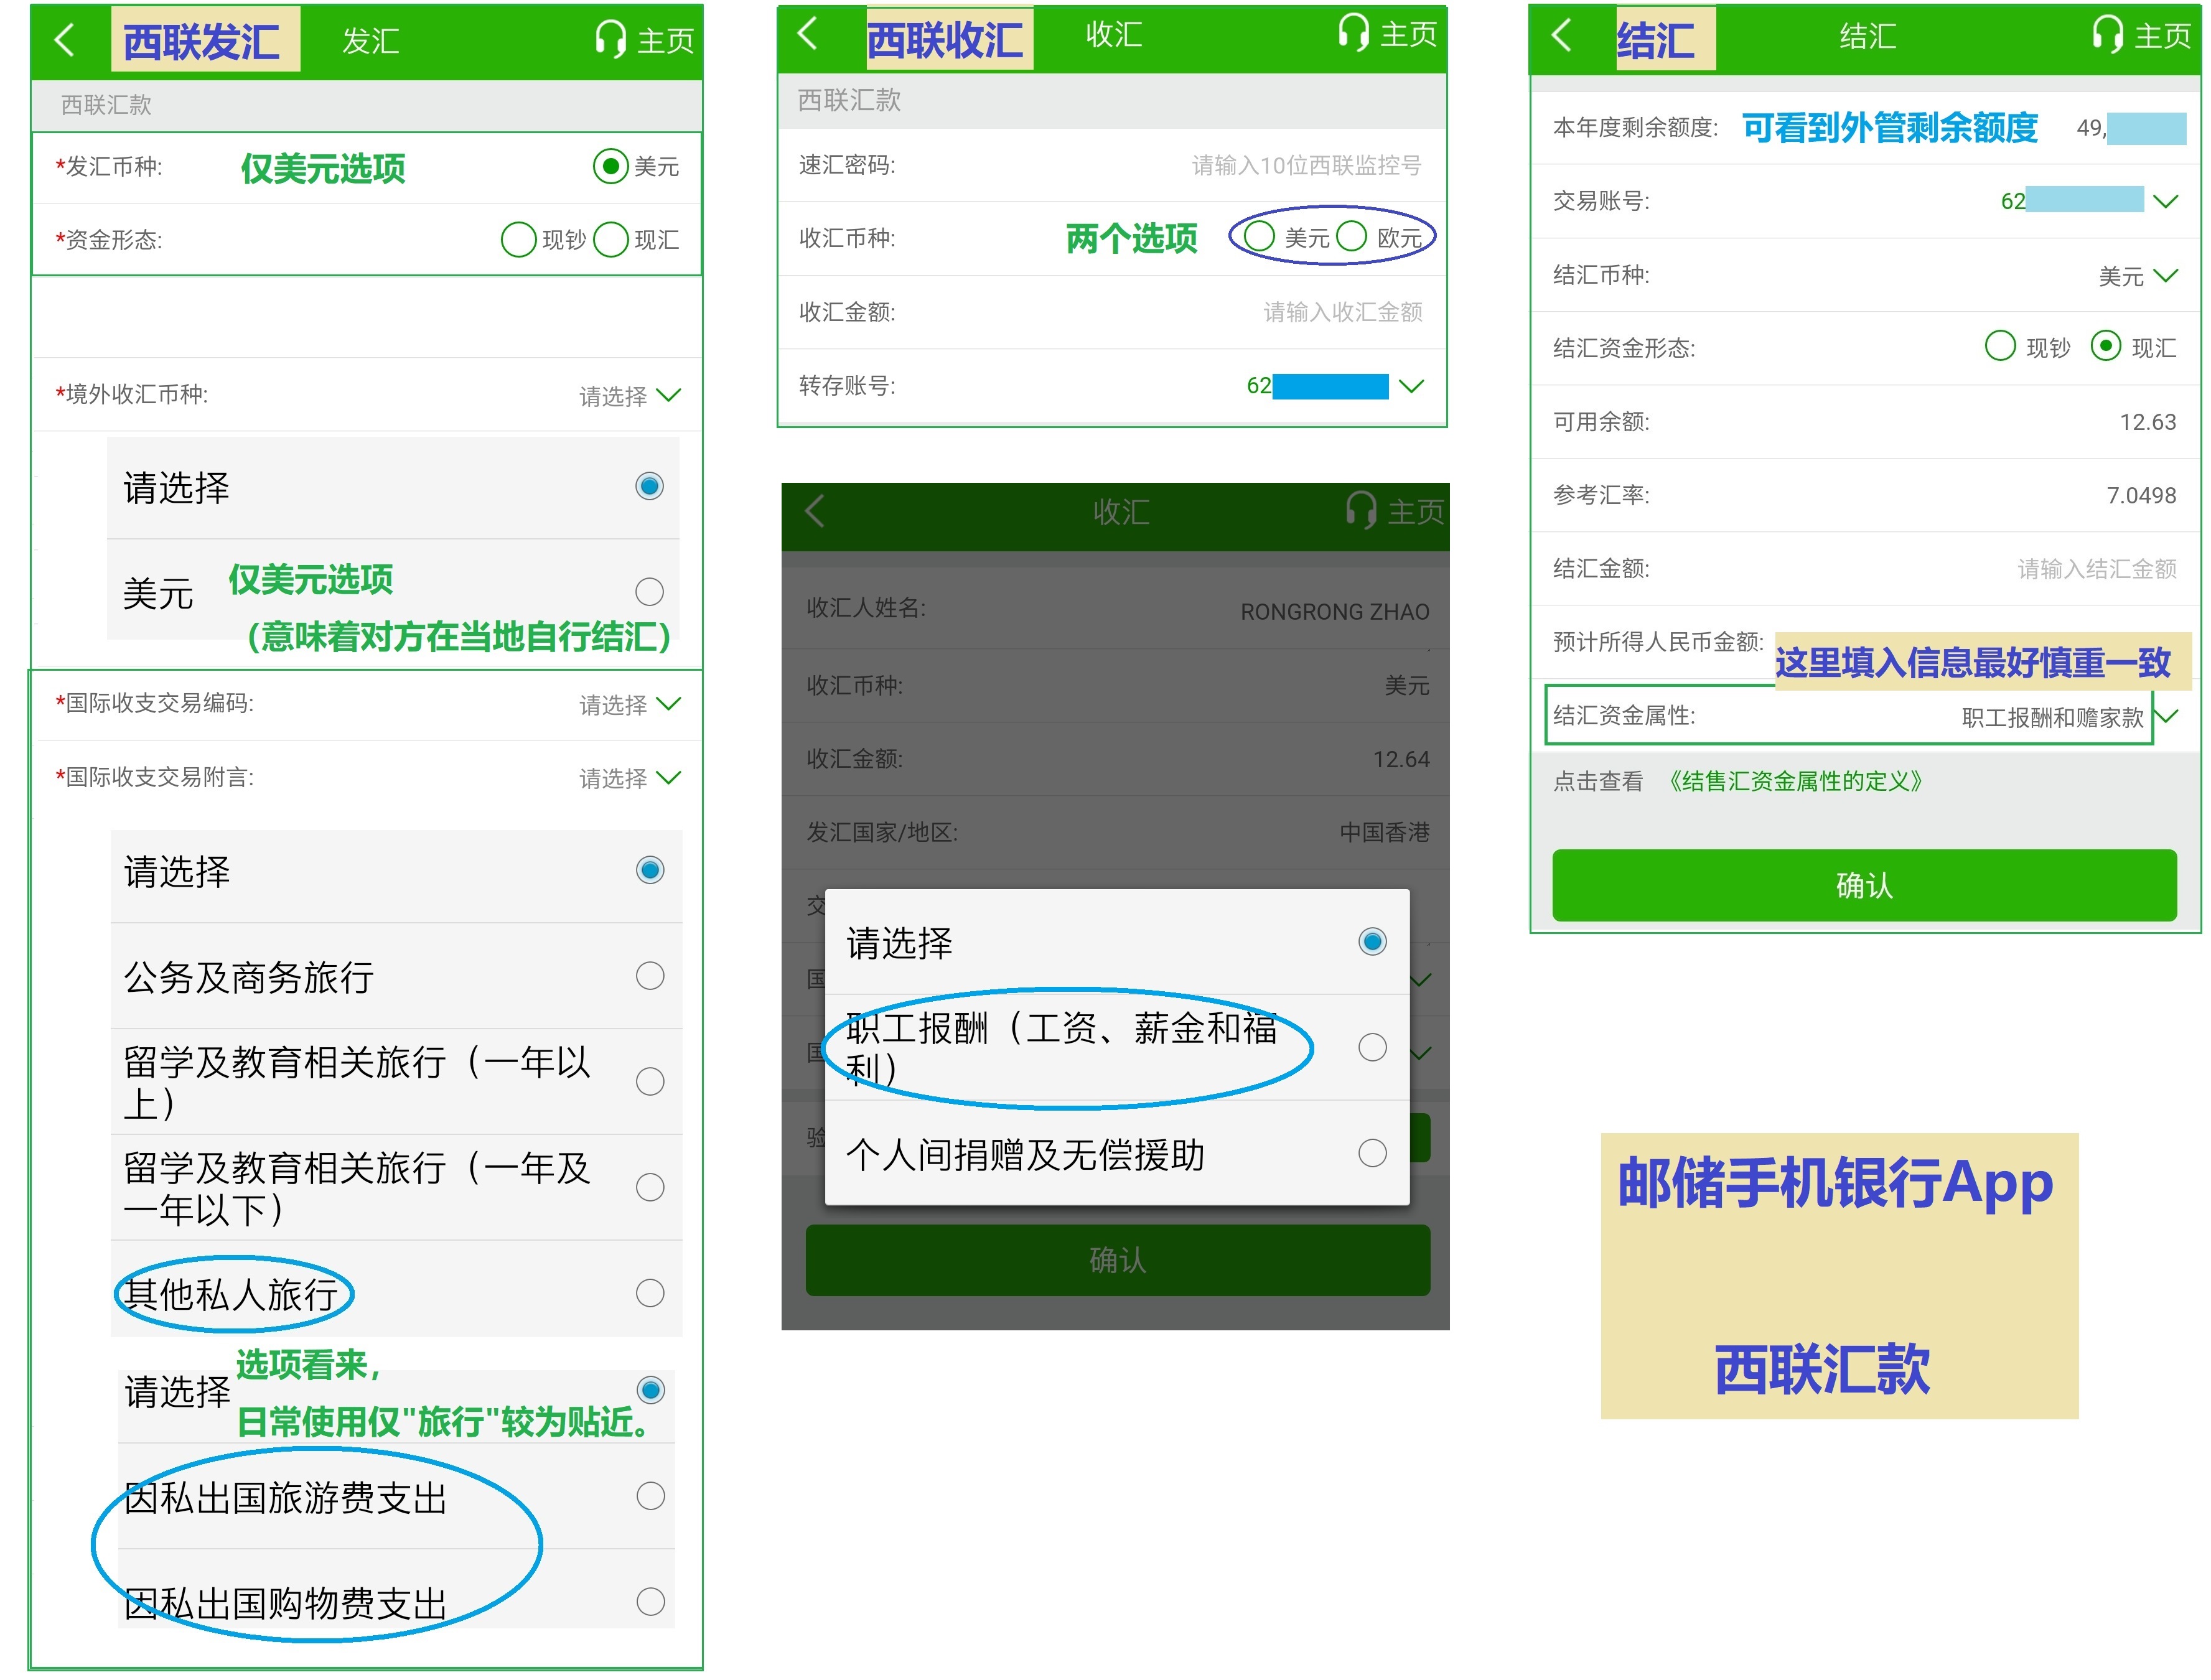 西联发汇
发汇
主页
西联汇款
*发汇币种:
仅美元选项
美元
*资金形态:
现钞
现汇
*境外收汇币种:
请选择
请选择
美元
仅美元选项
（意味着对方在当地自行结汇）
*国际收支交易编码:
请选择
*国际收支交易附言:
请选择
请选择
公务及商务旅行
留学及教育相关旅行（一年以
上）
留学及教育相关旅行（一年及
一年以下）
其他私人旅行
请选择
选项看来，
日常使用仅"旅行"较为贴近。
因私出国旅游费支出
因私出国购物费支出
西联收汇
收汇
主页
西联汇款
速汇密码:
请输入10位西联监控号
收汇币种:
两个选项
美元
欧元
收汇金额:
请输入收汇金额
转存账号:
62
收汇
主页
收汇人姓名:
RONGRONG ZHAO
收汇币种:
美元
收汇金额:
12.64
发汇国家/地区:
中国香港
交
国
国
验
请选择
职工报酬（工资、薪金和福
利）
个人间捐赠及无偿援助
确认
结汇
结汇
主页
本年度剩余额度:
可看到外管剩余额度
49,
交易账号:
62
结汇币种:
美元
结汇资金形态:
现钞
现汇
可用余额:
12.63
参考汇率:
7.0498
结汇金额:
请输入结汇金额
预计所得人民币金额:
这里填入信息最好慎重一致
结汇资金属性:
职工报酬和赡家款
点击查看
《结售汇资金属性的定义》
确认
邮储手机银行App
西联汇款